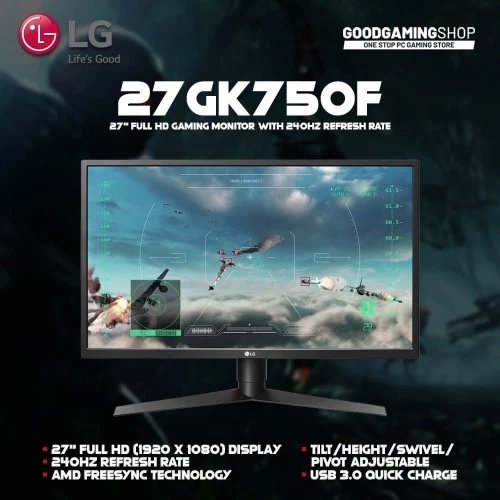 LG
Life's Good
GOODGAMINGSHOP
ONE STOP PC GAMING STORE
27GK750F
27" FULL HD GAMING MONITOR WITH 240HZ REFRESH RATE
LG
27" FULL HD (1920 X 1080) DISPLAY
240HZ REFRESH RATE
AMD FREESYNC TECHNOLOGY
TILT/HEIGHT/SWIVEL/
PIVOT ADJUSTABLE
USB 3.0 QUICK CHARGE